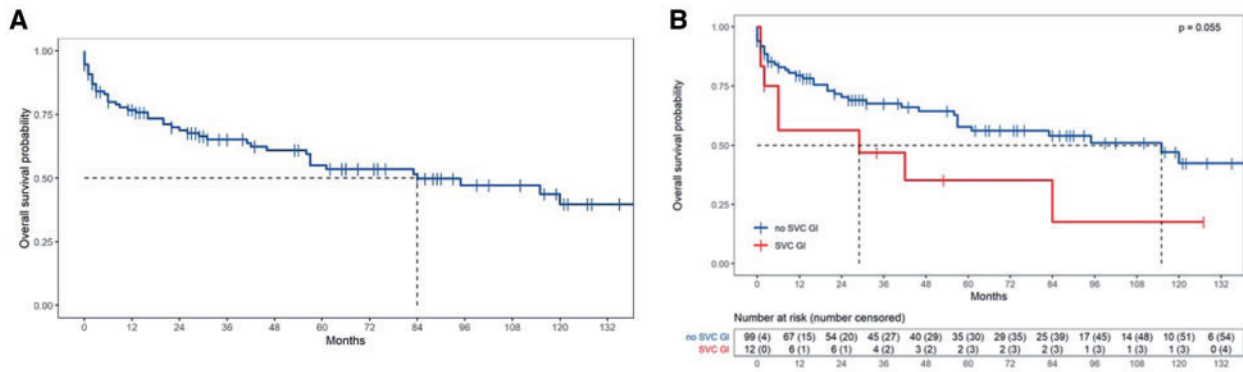 A
Overall survival probability
1.00
0.75
0.50
0.25
0.00
0 12 24 36 48 60 72 84 96 108 120 132
Months
B
p = 0.055
Overall survival probability
1.00
0.75
0.50
0.25
0.00
no SVC GI
SVC GI
0 12 24 36 48 60 72 84 96 108 120 132
Months
Number at risk (number censored)
no SVC GI 99 (4) 67 (15) 54 (20) 45 (27) 40 (29) 35 (30) 29 (35) 25 (39) 17 (45) 14 (48) 10 (51) 6 (54)
SVC GI 12 (0) 6 (1) 6 (1) 4 (2) 3 (2) 2 (3) 2 (3) 2 (3) 1 (3) 1 (3) 1 (3) 0 (4)
0 12 24 36 48 60 72 84 96 108 120 132
Months